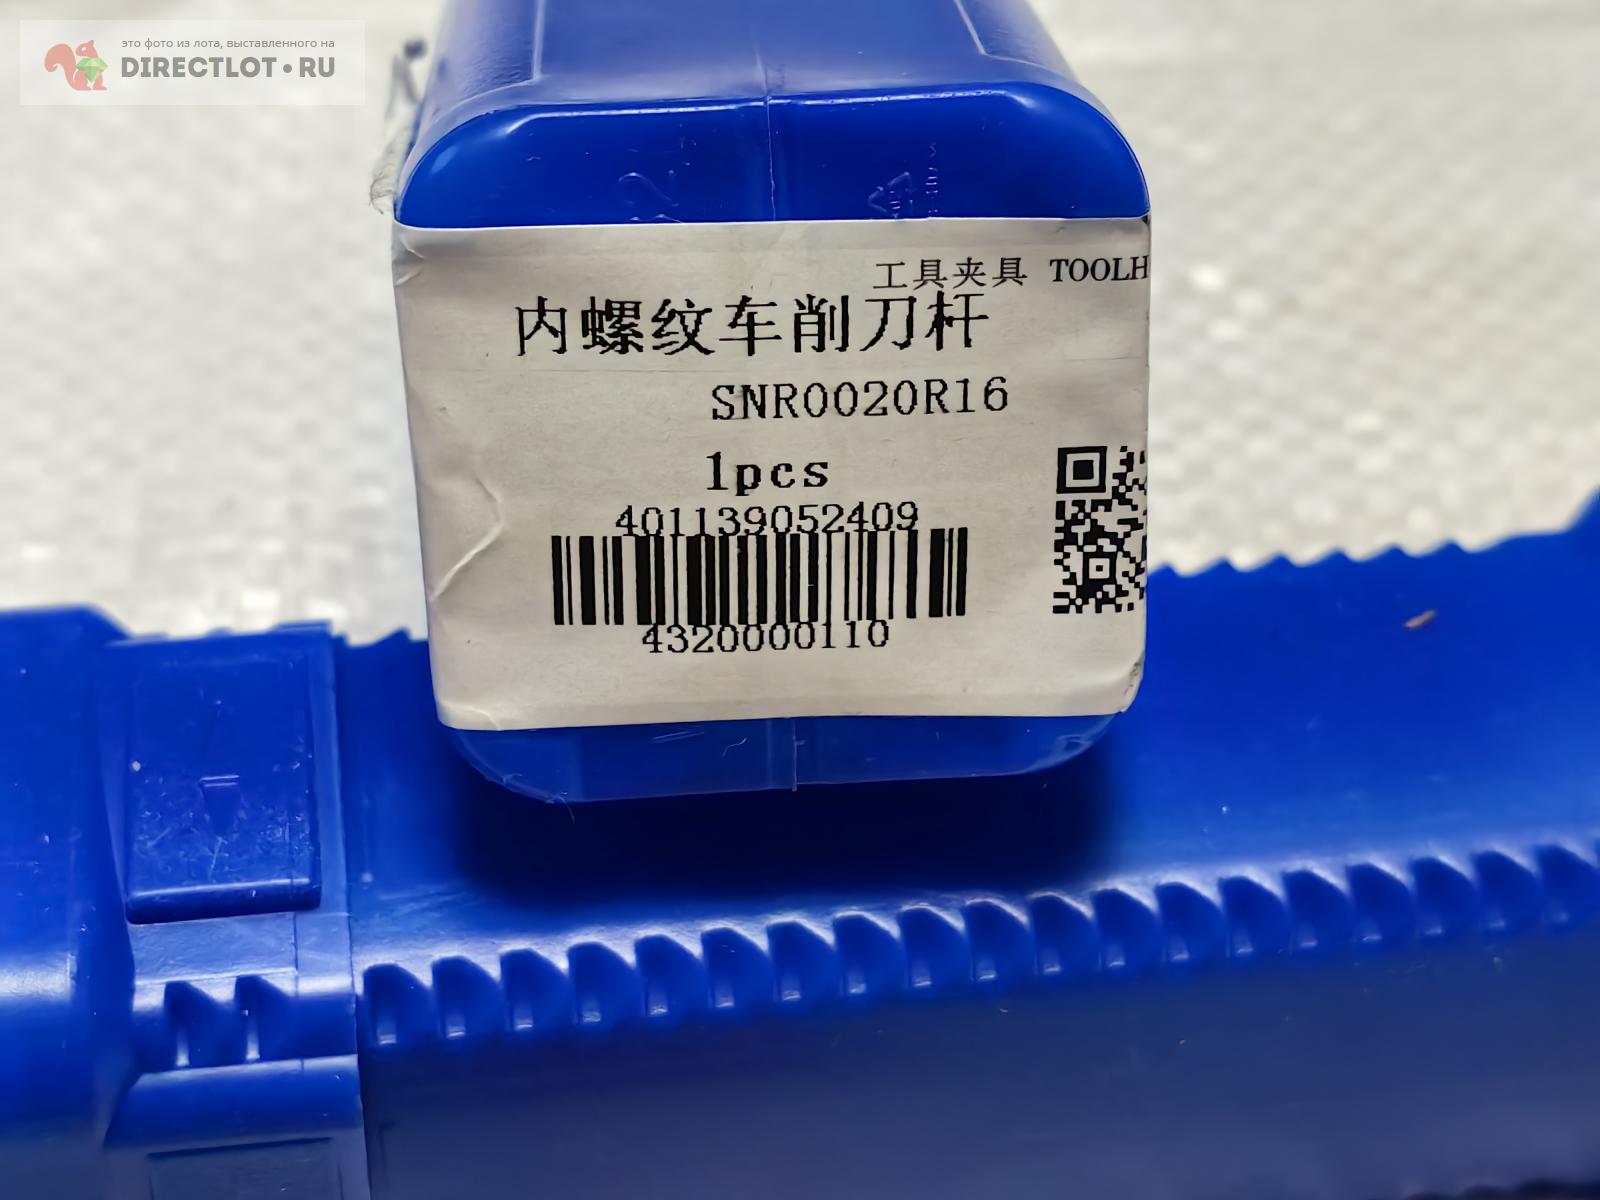 это фото из лота, выставленного на
DIRECTLOT•RU
工具夹具 TOOLH
内螺纹车削刀杆
SNR0020R16
1pcs
401139052409
4320000110